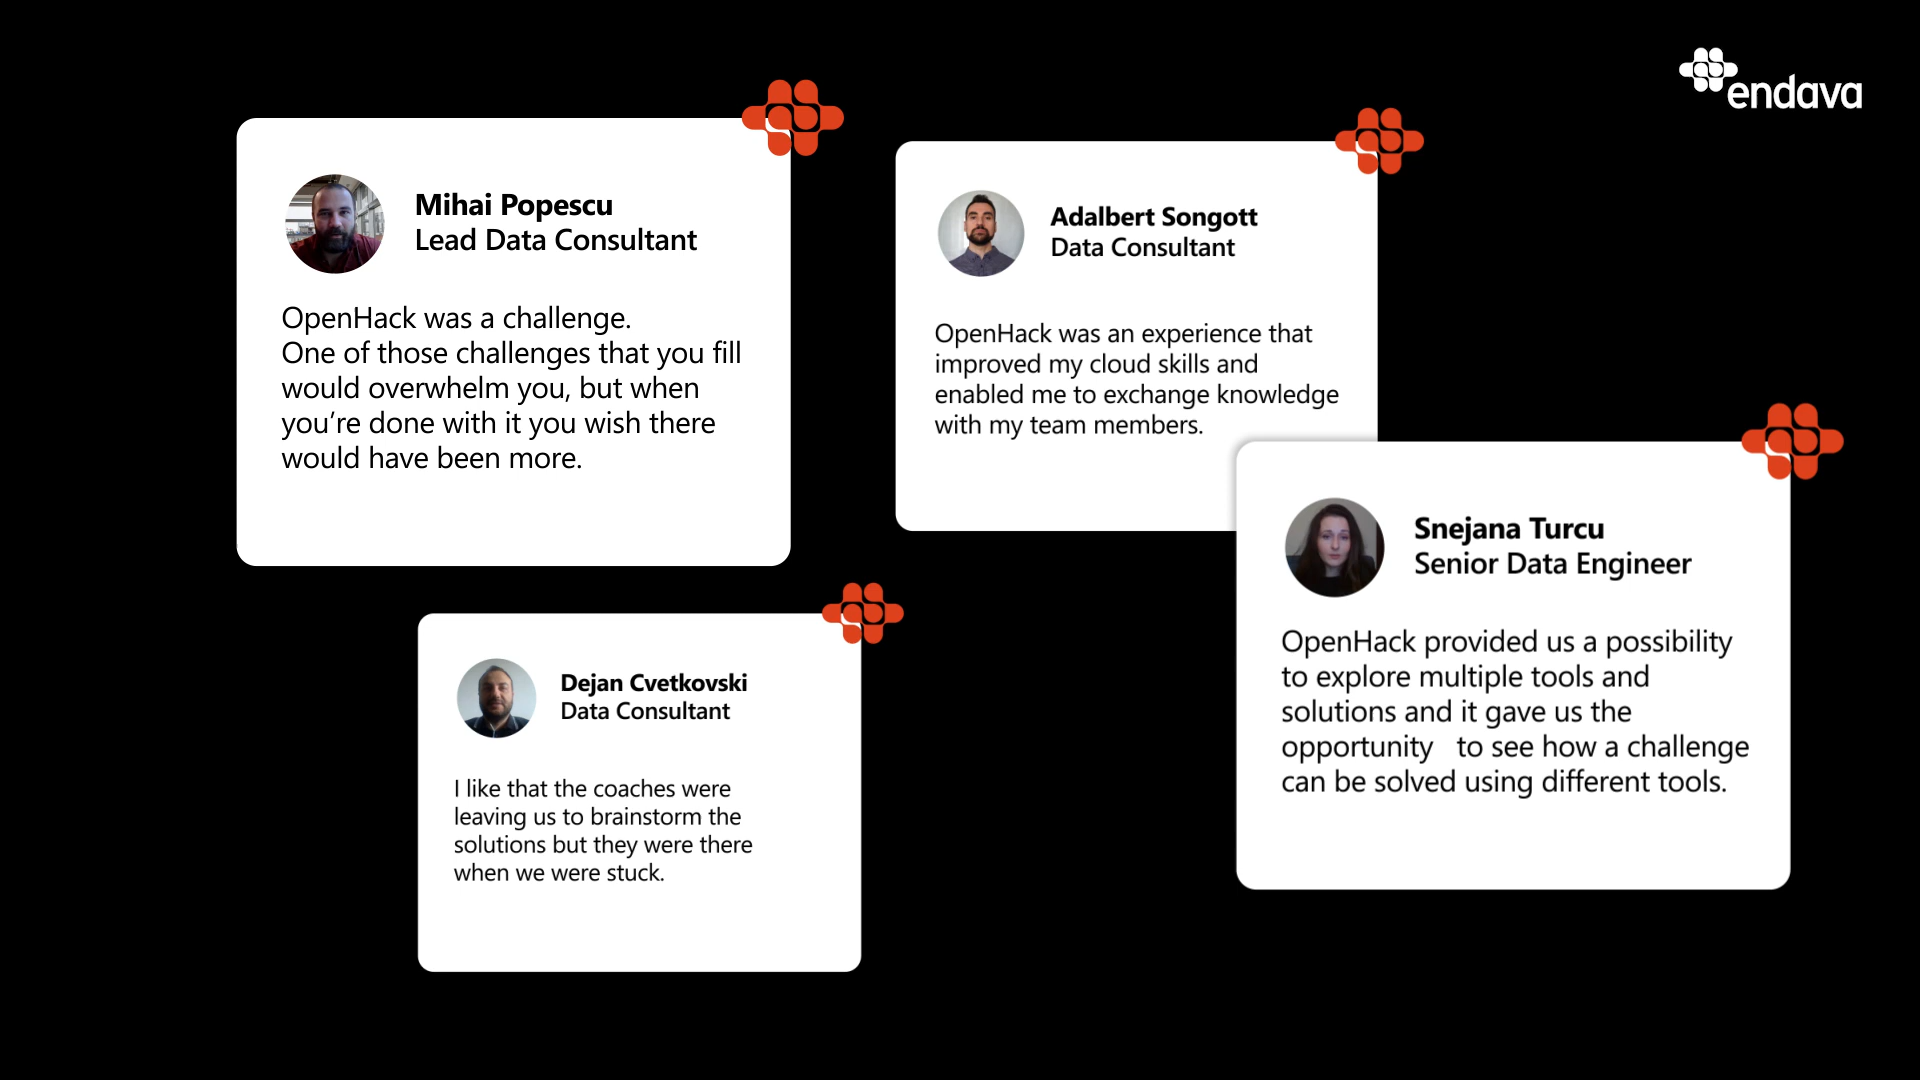 endava
Mihai Popescu
Lead Data Consultant
OpenHack was a challenge.
One of those challenges that you fill
would overwhelm you, but when
you’re done with it you wish there
would have been more.
Adalbert Songott
Data Consultant
OpenHack was an experience that
improved my cloud skills and
enabled me to exchange knowledge
with my team members.
Snejana Turcu
Senior Data Engineer
OpenHack provided us a possibility
to explore multiple tools and
solutions and it gave us the
opportunity   to see how a challenge
can be solved using different tools.
Dejan Cvetkovski
Data Consultant
I like that the coaches were
leaving us to brainstorm the
solutions but they were there
when we were stuck.